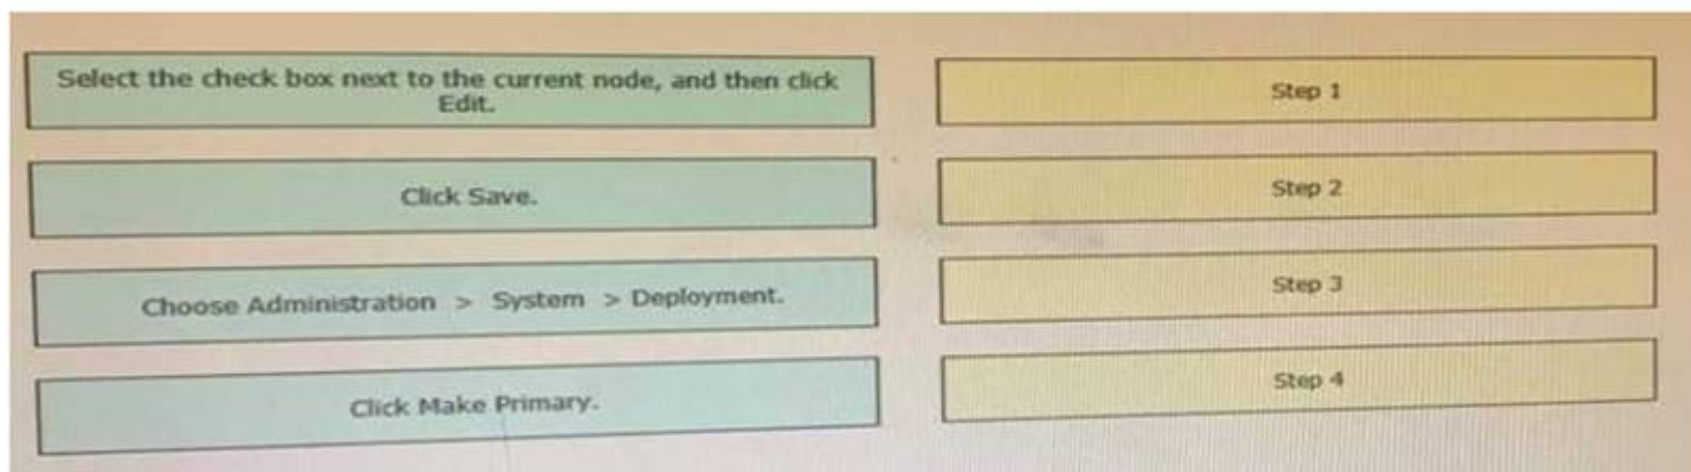 Select the check box next to the current node, and then click
Edit.
Click Save.
Choose Administration > System > Deployment.
Click Make Primary.
Step 1
Step 2
Step 3
Step 4